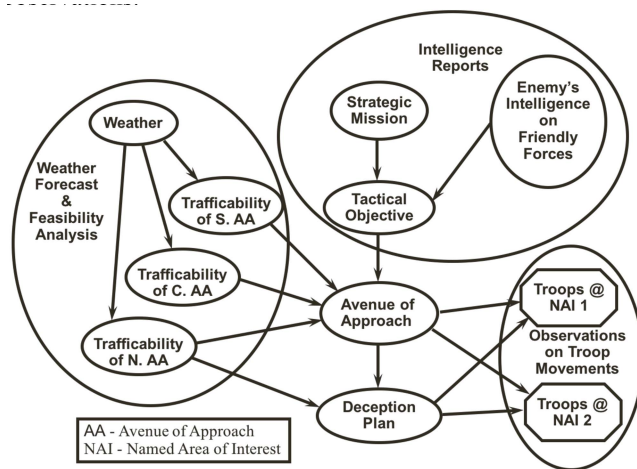 Intelligence
Reports
Enemy's
Intelligence
on
Friendly
Forces
Strategic
Mission
Weather
Weather
Forecast
&
Feasibility
Analysis
Trafficability
of S. AA
Tactical
Objective
Trafficability
of C. AA
Avenue of
Approach
Troops @
NAI 1
Trafficability
of N. AA
Observations
on Troop
Movements
Deception
Plan
Troops @
NAI 2
AA - Avenue of Approach
NAI - Named Area of Interest